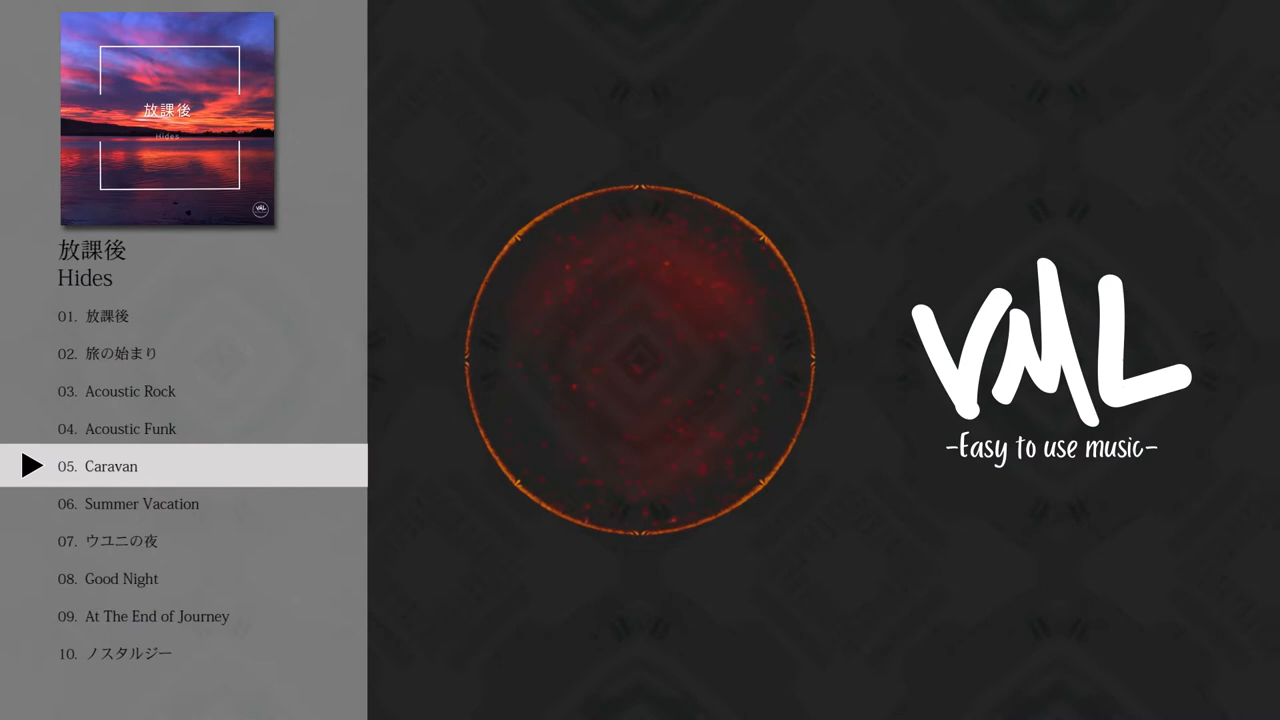 放課後
Hides
VML
放課後
Hides
01. 放課後
02. 旅の始まり
03. Acoustic Rock
04. Acoustic Funk
05. Caravan
06. Summer Vacation
07. ウユニの夜
08. Good Night
09. At The End of Journey
10. ノスタルジー
VML
-Easy to use music-